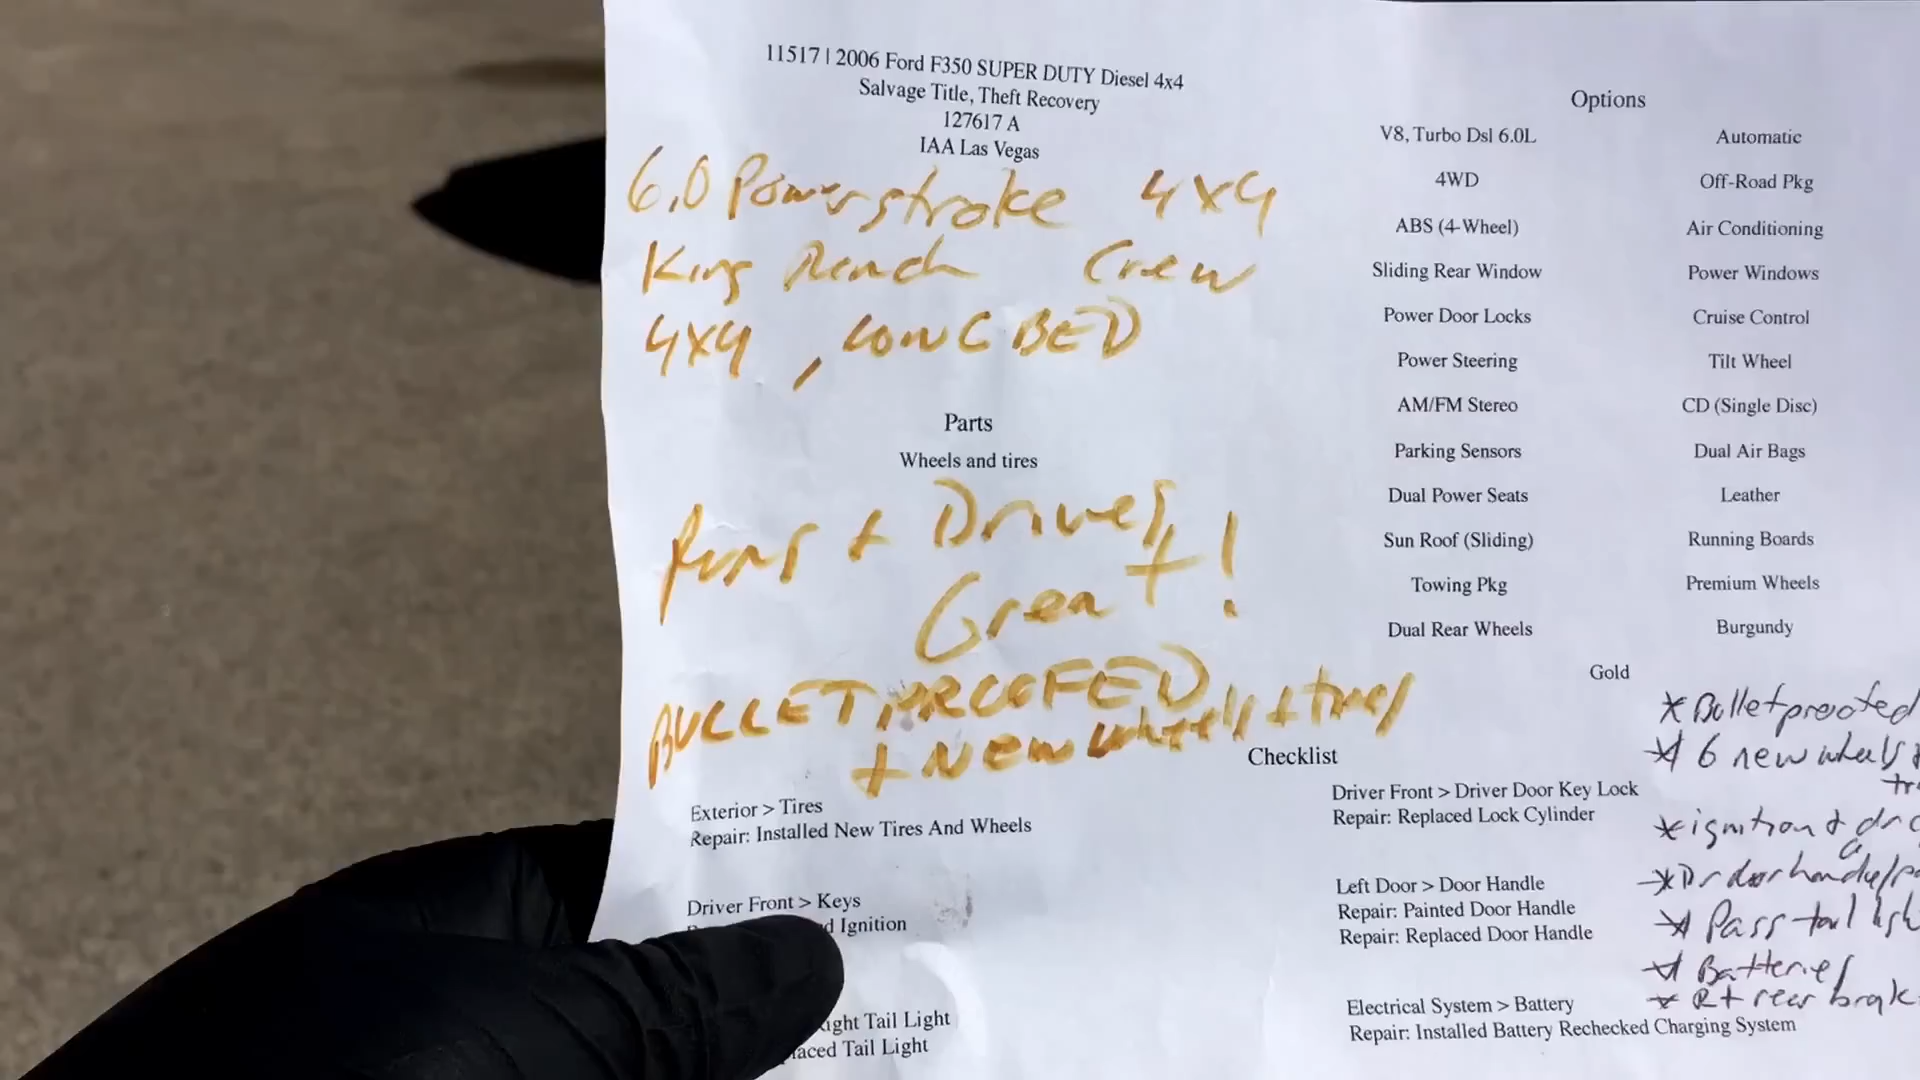 11517 | 2006 Ford F350 SUPER DUTY Diesel 4x4
Salvage Title, Theft Recovery
127617 A
IAA Las Vegas
6.0 Powerstroke 4x4
King Ranch Crew
4x4, LONG BED
Parts
Wheels and tires
Runs + Drives
Great!
BULLETPROOFED
+ New wheels + tires
Options
V8, Turbo Dsl 6.0L Automatic
4WD Off-Road Pkg
ABS (4-Wheel) Air Conditioning
Sliding Rear Window Power Windows
Power Door Locks Cruise Control
Power Steering Tilt Wheel
AM/FM Stereo CD (Single Disc)
Parking Sensors Dual Air Bags
Dual Power Seats Leather
Sun Roof (Sliding) Running Boards
Towing Pkg Premium Wheels
Dual Rear Wheels Burgundy
Gold
* Bulletproofed
* 6 new wheels +
* ignition &
* Dr door handle/
* Pass tail
* Batteries
* Rt rear
Checklist
Exterior > Tires
Repair: Installed New Tires And Wheels
Driver Front > Keys
Ignition
Right Tail Light
Tail Light
Driver Front > Driver Door Key Lock
Repair: Replaced Lock Cylinder
Left Door > Door Handle
Repair: Painted Door Handle
Repair: Replaced Door Handle
Electrical System > Battery
Repair: Installed Battery Rechecked Charging System